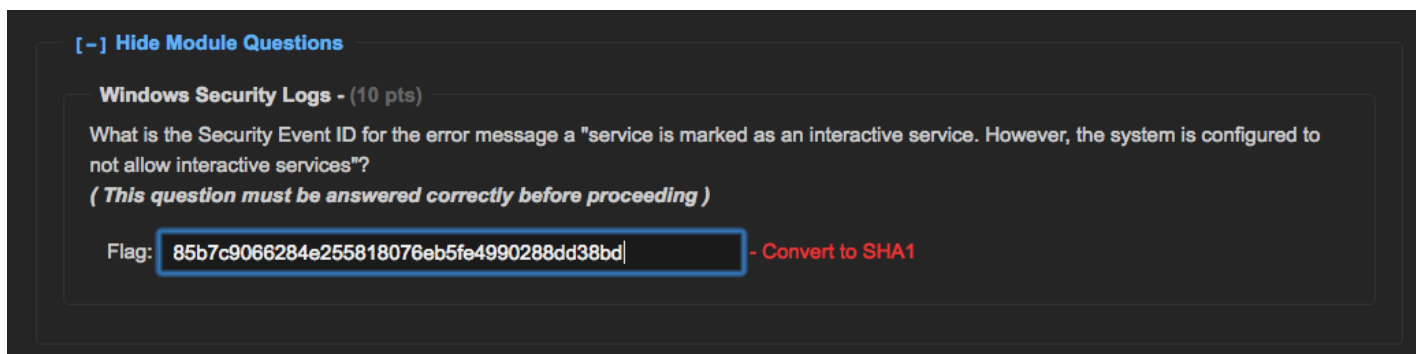 [-] Hide Module Questions
Windows Security Logs - (10 pts)
What is the Security Event ID for the error message a "service is marked as an interactive service. However, the system is configured to
not allow interactive services"?
( This question must be answered correctly before proceeding )
Flag: 85b7c9066284e255818076eb5fe4990288dd38bd - Convert to SHA1